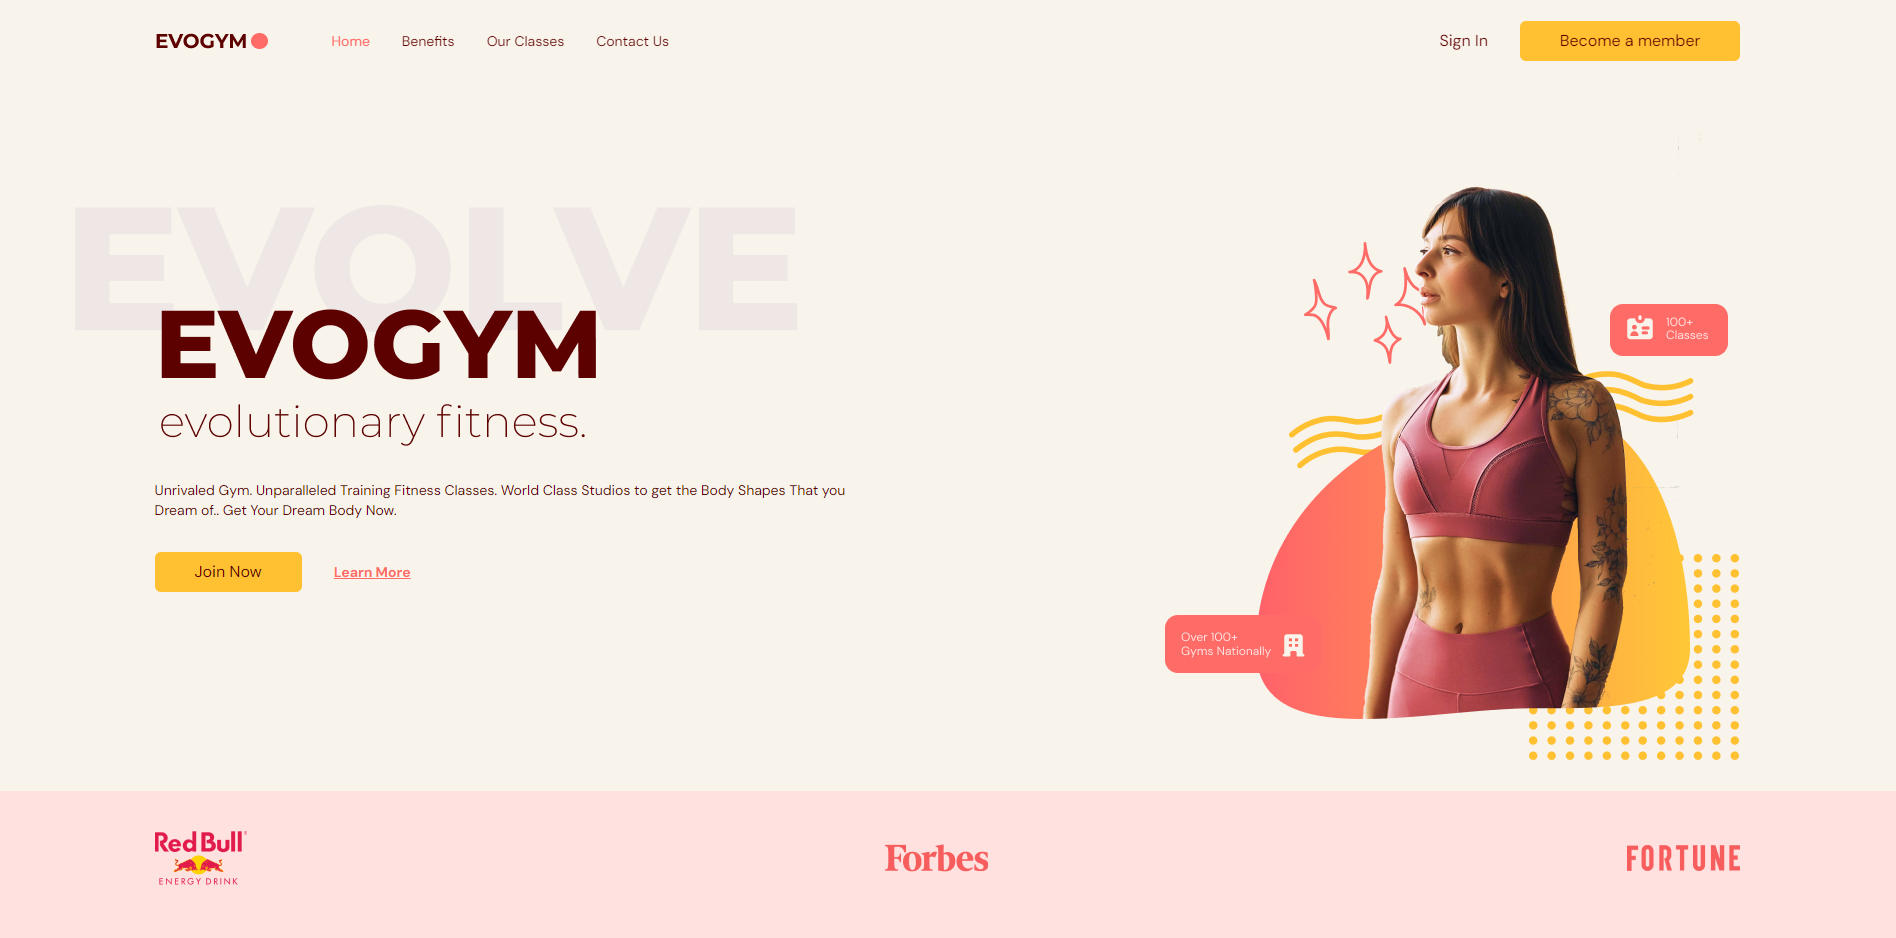 EVOGYM
Home
Benefits
Our Classes
Contact Us
Sign In
Become a member
EVOLVE
EVOGYM
evolutionary fitness.
Unrivaled Gym. Unparalleled Training Fitness Classes. World Class Studios to get the Body Shapes That you
Dream of.. Get Your Dream Body Now.
Join Now
Learn More
100+
Classes
Over 100+
Gyms Nationally
Red Bull
ENERGY DRINK
Forbes
FORTUNE